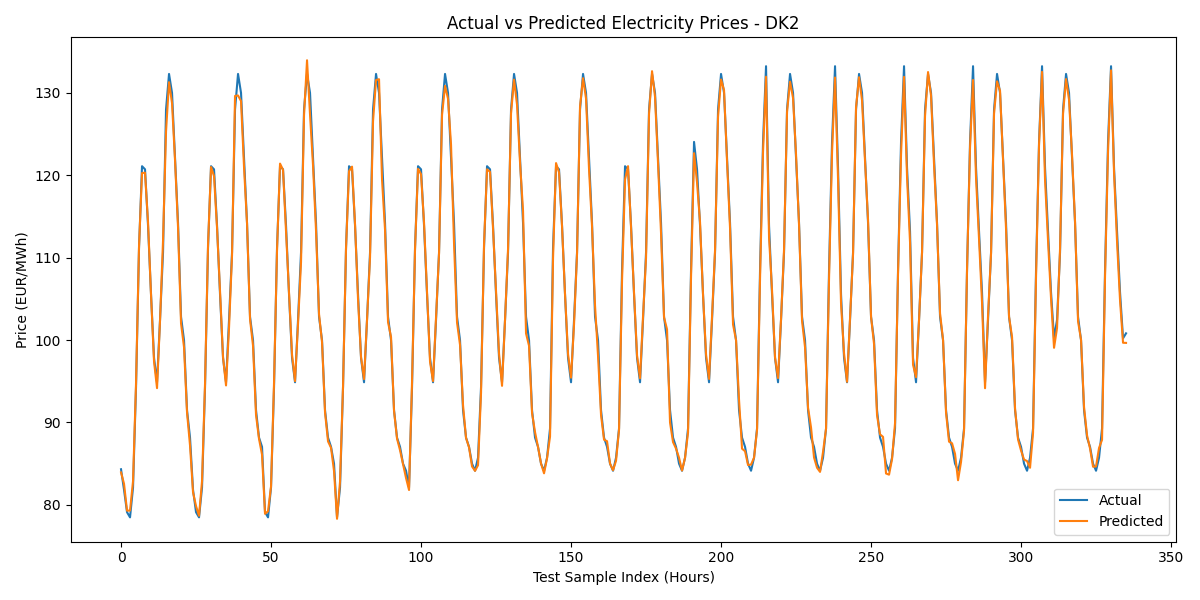 Actual vs Predicted Electricity Prices - DK2
Price (EUR/MWh)
130
120
110
100
90
80
0 50 100 150 200 250 300 350
Test Sample Index (Hours)
Actual
Predicted